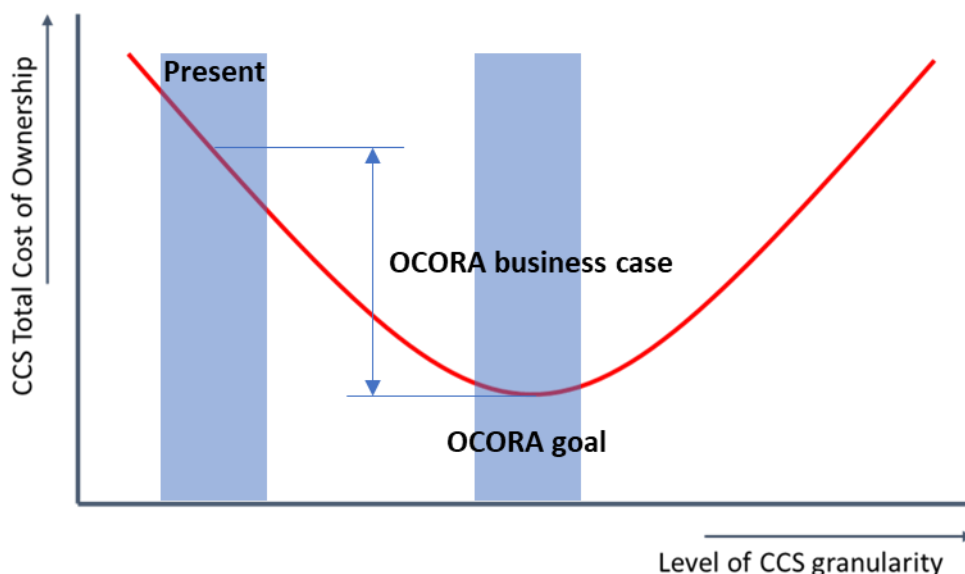 CCS Total Cost of Ownership
Present
OCORA business case
OCORA goal
Level of CCS granularity